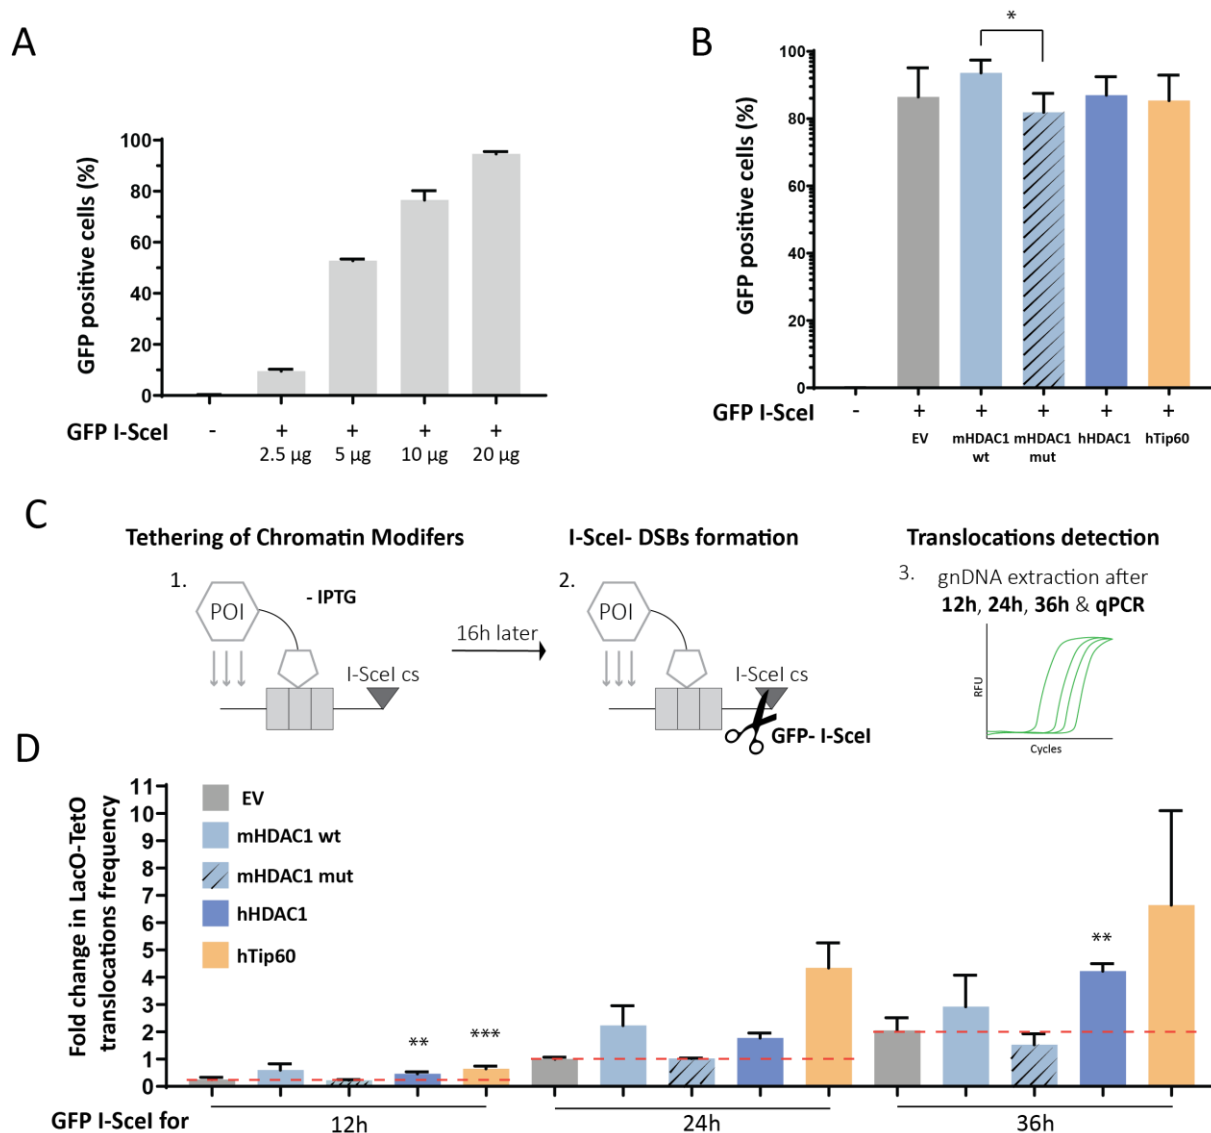 A
GFP positive cells (%)
100
80
60
40
20
0
GFP I-SceI
- + + + +
2.5 µg 5 µg 10 µg 20 µg
B
*
GFP positive cells (%)
100
80
60
40
20
0
GFP I-SceI
- + + + + +
EV mHDAC1 wt mHDAC1 mut hHDAC1 hTip60
C
Tethering of Chromatin Modifers
1.
POI
- IPTG
I-SceI cs
16h later
I-SceI- DSBs formation
2.
POI
I-SceI cs
GFP- I-SceI
Translocations detection
3. gnDNA extraction after
12h, 24h, 36h & qPCR
RFU
Cycles
D
Fold change in LacO-TetO
translocations frequency
11
10
9
8
7
6
5
4
3
2
1
0
EV
mHDAC1 wt
mHDAC1 mut
hHDAC1
hTip60
** *** **
GFP I-SceI for 12h 24h 36h